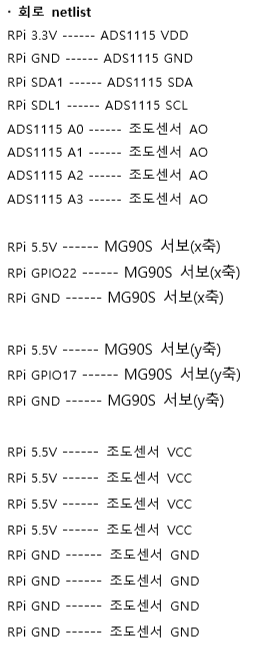 · 회로 netlist
RPi 3.3V ------ ADS1115 VDD
RPi GND ------ ADS1115 GND
RPi SDA1 ------ ADS1115 SDA
RPi SDL1 ------ ADS1115 SCL
ADS1115 A0 ------ 조도센서 AO
ADS1115 A1 ------ 조도센서 AO
ADS1115 A2 ------ 조도센서 AO
ADS1115 A3 ------ 조도센서 AO
RPi 5.5V ------ MG90S 서보(x축)
RPi GPIO22 ------ MG90S 서보(x축)
RPi GND ------ MG90S 서보(x축)
RPi 5.5V ------ MG90S 서보(y축)
RPi GPIO17 ------ MG90S 서보(y축)
RPi GND ------ MG90S 서보(y축)
RPi 5.5V ------ 조도센서 VCC
RPi 5.5V ------ 조도센서 VCC
RPi 5.5V ------ 조도센서 VCC
RPi 5.5V ------ 조도센서 VCC
RPi GND ------ 조도센서 GND
RPi GND ------ 조도센서 GND
RPi GND ------ 조도센서 GND
RPi GND ------ 조도센서 GND